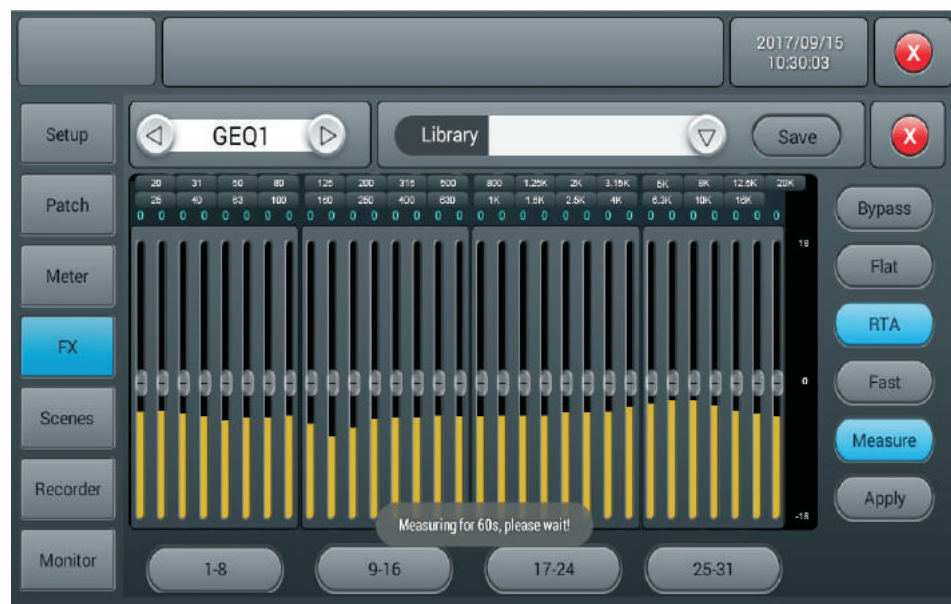 2017/09/15
10:30:03
X
Setup
GEQ1
Library
Save
X
20 31 50 80 125 200 315 500 800 1.25K 2K 3.15K 5K 8K 12.5K 20K
25 40 63 100 160 250 400 630 1K 1.6K 2.5K 4K 6.3K 10K 16K
0 0 0 0 0 0 0 0 0 0 0 0 0 0 0 0 0 0 0 0 0 0 0 0 0 0 0 0 0 0 0
Patch
Bypass
18
Meter
Flat
FX
RTA
0
Fast
Scenes
Measure
Recorder
Apply
-18
Measuring for 60s, please wait!
Monitor
1-8
9-16
17-24
25-31